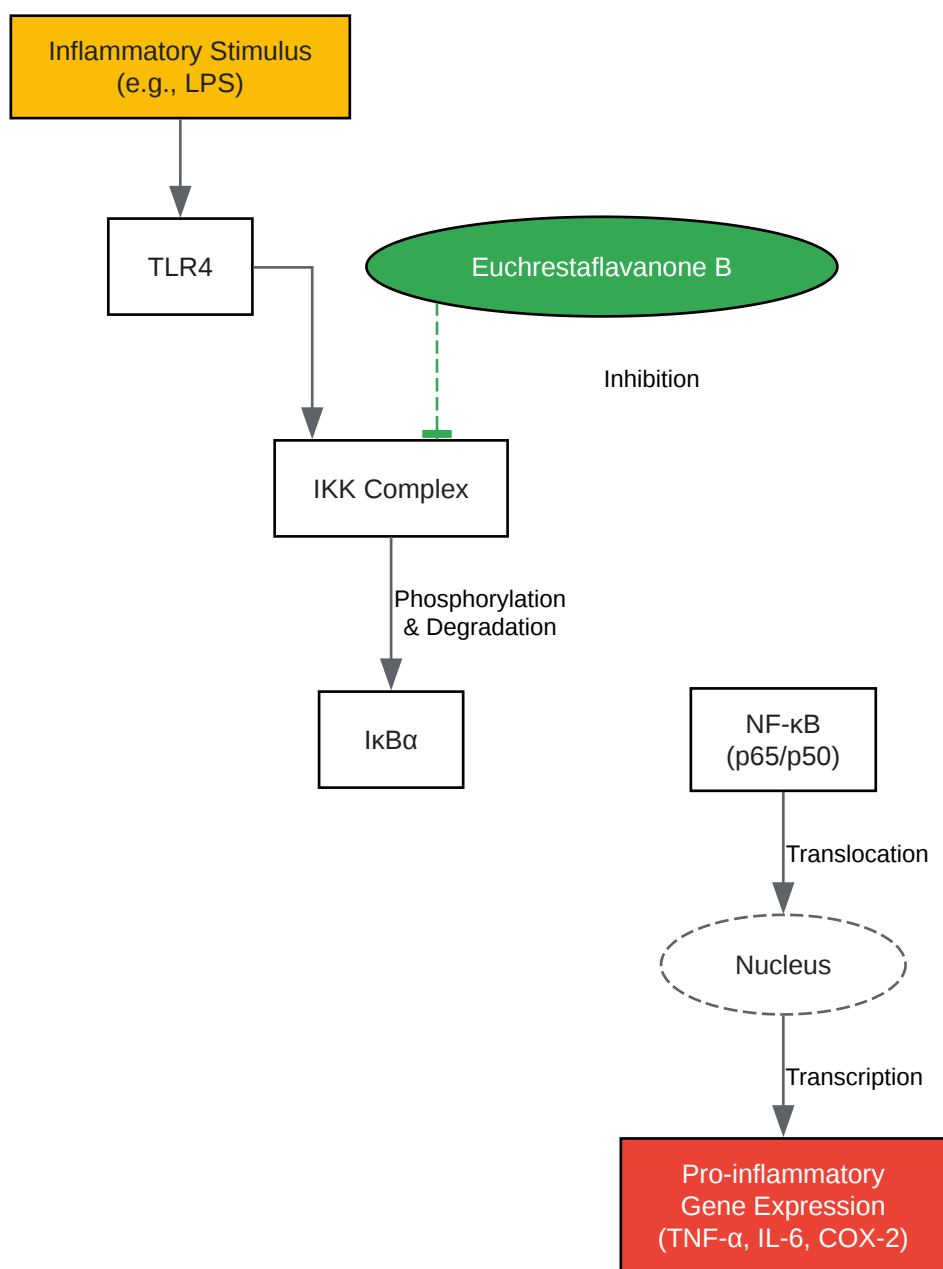 Inflammatory Stimulus
(e.g., LPS)
TLR4
Euchrestaflavanone B
Inhibition
IKK Complex
Phosphorylation
& Degradation
IκBα
NF-κB
(p65/p50)
Translocation
Nucleus
Transcription
Pro-inflammatory
Gene Expression
(TNF-α, IL-6, COX-2)